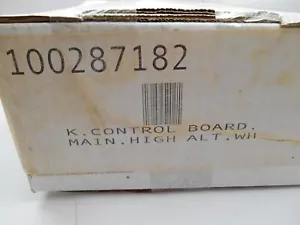 100287182
K.CONTROL BOARD.
MAIN.HIGH ALT.WH